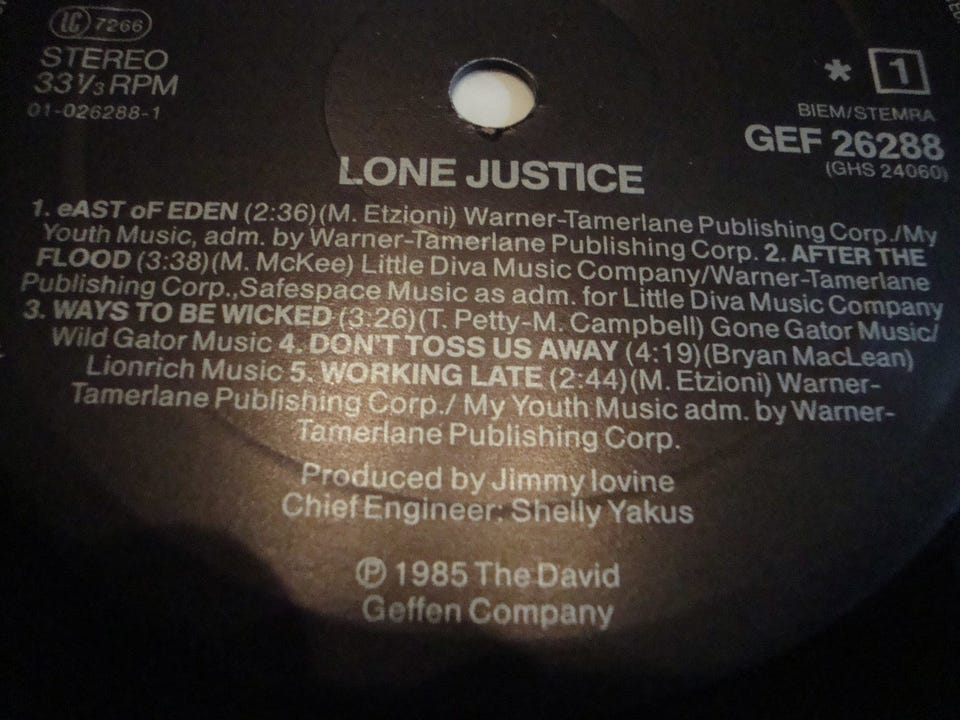 LC 7266
STEREO
33⅓ RPM
01-026288-1
* 1
BIEM/STEMRA
GEF 26288
(GHS 24060)
LONE JUSTICE
1. eAST oF EDEN (2:36)(M. Etzioni) Warner-Tamerlane Publishing Corp./My
Youth Music, adm. by Warner-Tamerlane Publishing Corp. 2. AFTER THE
FLOOD (3:38)(M. McKee) Little Diva Music Company/Warner-Tamerlane
Publishing Corp.,Safespace Music as adm. for Little Diva Music Company
3. WAYS TO BE WICKED (3:26)(T. Petty-M. Campbell) Gone Gator Music/
Wild Gator Music 4. DON'T TOSS US AWAY (4:19)(Bryan MacLean)
Lionrich Music 5. WORKING LATE (2:44)(M. Etzioni) Warner-
Tamerlane Publishing Corp./ My Youth Music adm. by Warner-
Tamerlane Publishing Corp.
Produced by Jimmy Iovine
Chief Engineer: Shelly Yakus
℗ 1985 The David
Geffen Company